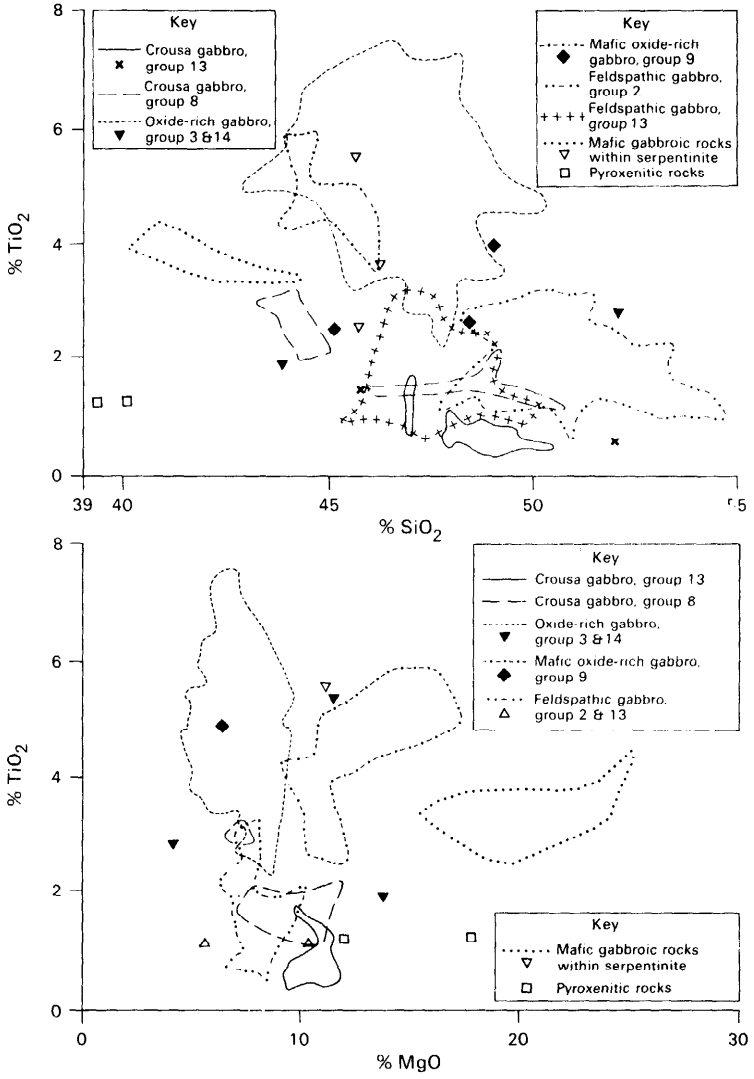 8
6
4
2
0
% TiO2
39
40
45
50
5
% SiO2
Key
Crousa gabbro,
group 13
Crousa gabbro,
group 8
Oxide-rich gabbro,
group 3 & 14
Key
Mafic oxide-rich
gabbro, group 9
Feldspathic gabbro,
group 2
Feldspathic gabbro,
group 13
Mafic gabbroic rocks
within serpentinite
Pyroxenitic rocks
8
6
4
2
0
% TiO2
0
10
20
30
% MgO
Key
Crousa gabbro, group 13
Crousa gabbro, group 8
Oxide-rich gabbro,
group 3 & 14
Mafic oxide-rich gabbro,
group 9
Feldspathic gabbro,
group 2 & 13
Key
Mafic gabbroic rocks
within serpentinite
Pyroxenitic rocks